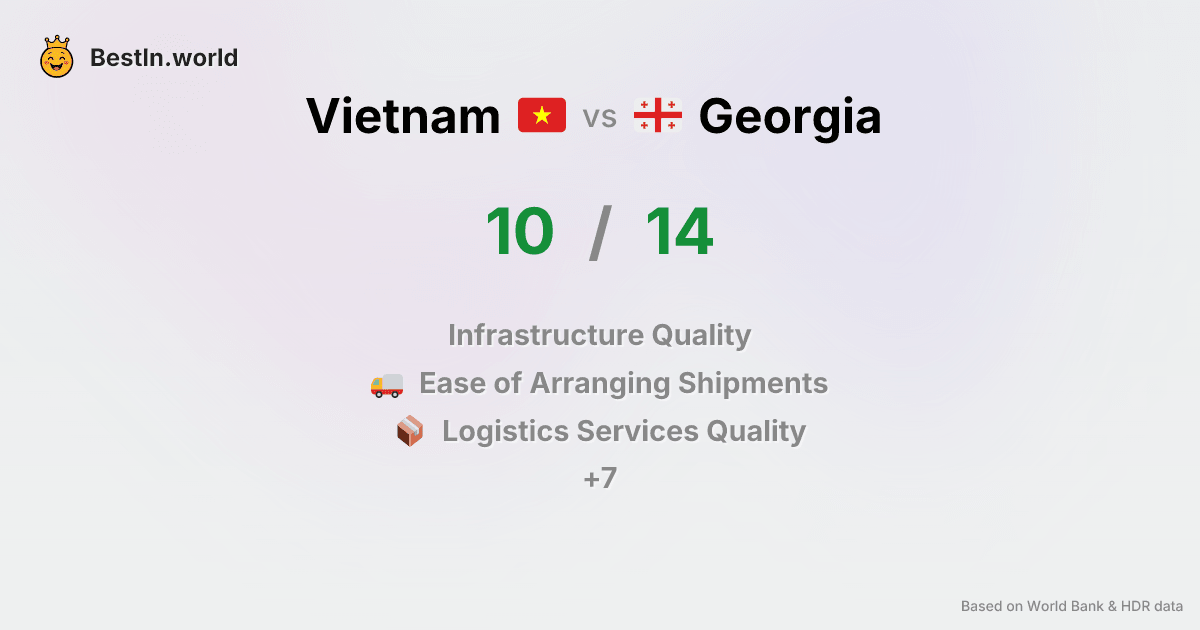 BestIn.world
Vietnam vs Georgia
10 / 14
Infrastructure Quality
Ease of Arranging Shipments
Logistics Services Quality
+7
Based on World Bank & HDR data